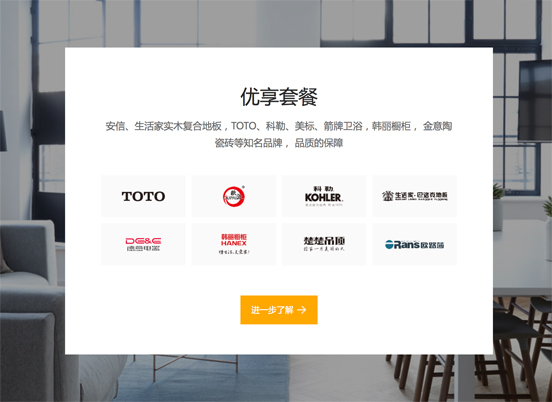 优享套餐
安信、生活家实木复合地板，TOTO、科勒、美标、箭牌卫浴，韩丽橱柜， 金意陶
瓷砖等知名品牌， 品质的保障
TOTO
科勒
KOHLER
生活家·巴洛克地板
德意电器
韩丽橱柜
HANEX
楚楚吊顶
Rans欧路莎
进一步了解 →